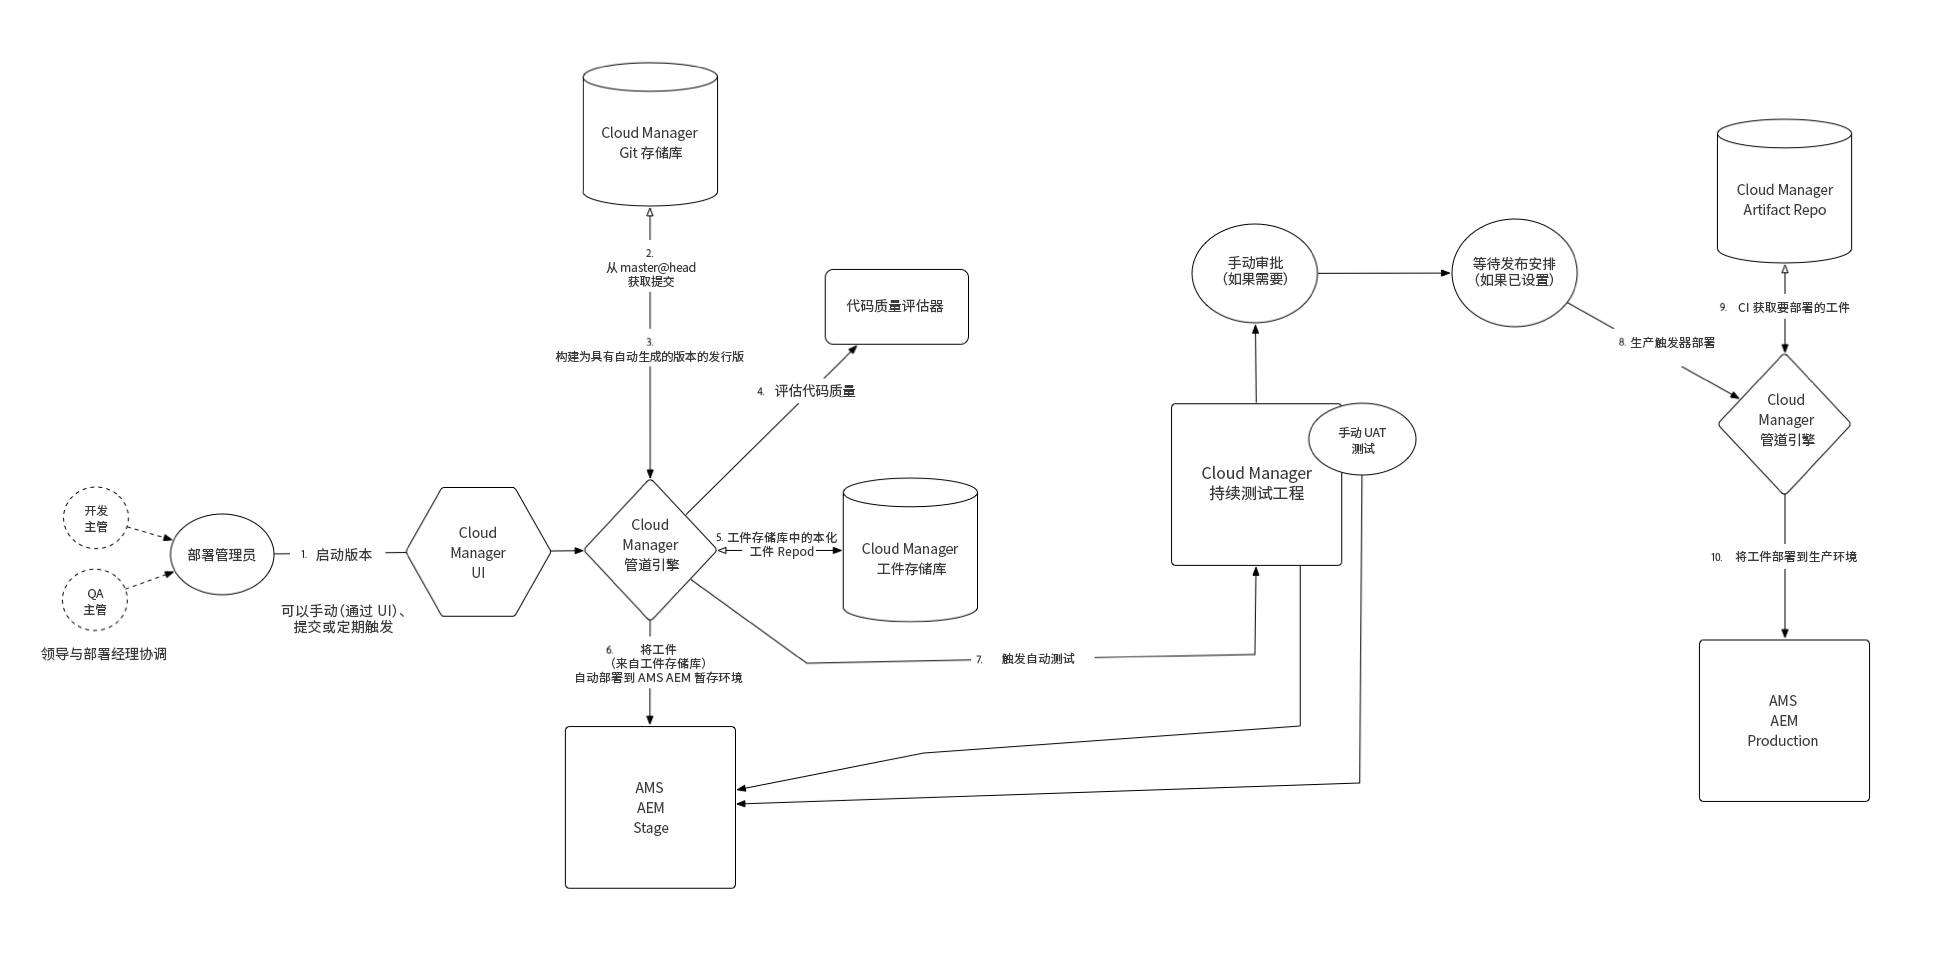 Cloud Manager
Git 存储库
2.
从 master@head
获取提交
3.
构建为具有自动生成的版本的发行版
代码质量评估器
4. 评估代码质量
开发
主管
QA
主管
领导与部署经理协调
部署管理员
1. 启动版本
可以手动（通过 UI）、
提交或定期触发
Cloud
Manager
UI
Cloud
Manager
管道引擎
5. 工件存储库中的本化
工件 Repod
Cloud Manager
工件存储库
6. 将工件
（来自工件存储库）
自动部署到 AMS AEM 暂存环境
AMS
AEM
Stage
7. 触发自动测试
Cloud Manager
持续测试工程
手动 UAT
测试
手动审批
（如果需要）
等待发布安排
（如果已设置）
8. 生产触发器部署
Cloud Manager
Artifact Repo
9. CI 获取要部署的工件
Cloud
Manager
管道引擎
10. 将工件部署到生产环境
AMS
AEM
Production